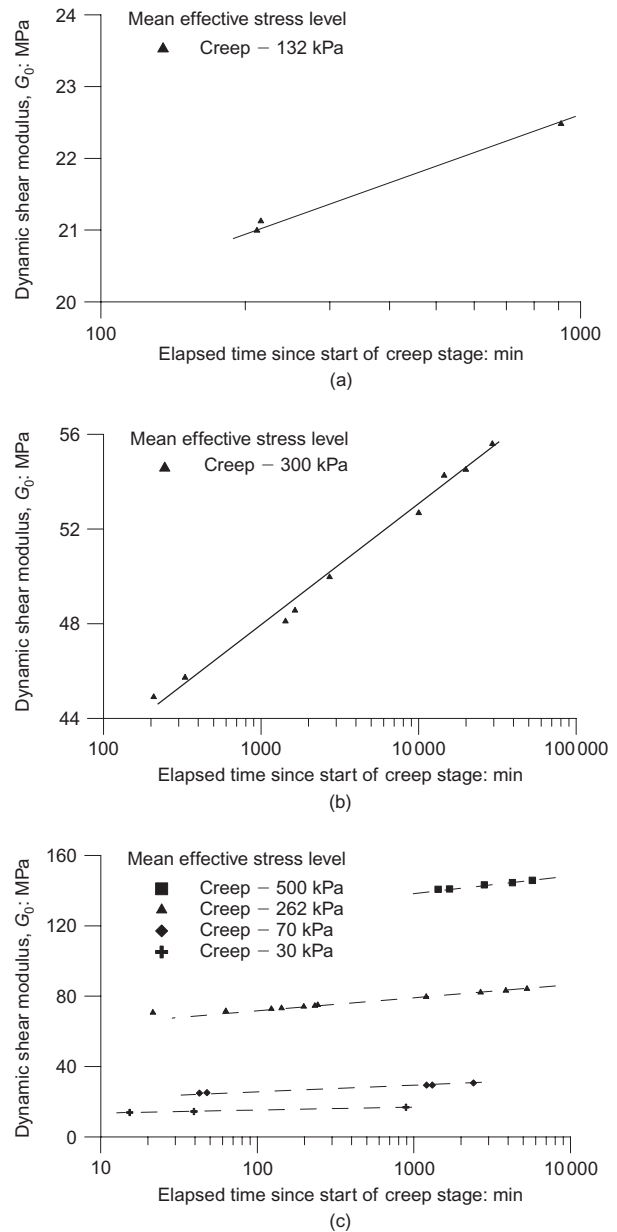 24
23
22
21
20
Dynamic shear modulus, G0: MPa
Mean effective stress level
Creep – 132 kPa
100
1000
Elapsed time since start of creep stage: min
(a)
56
52
48
44
Dynamic shear modulus, G0: MPa
Mean effective stress level
Creep – 300 kPa
100
1000
10 000
100 000
Elapsed time since start of creep stage: min
(b)
160
120
80
40
0
Dynamic shear modulus, G0: MPa
Mean effective stress level
Creep – 500 kPa
Creep – 262 kPa
Creep – 70 kPa
Creep – 30 kPa
10
100
1000
10 000
Elapsed time since start of creep stage: min
(c)